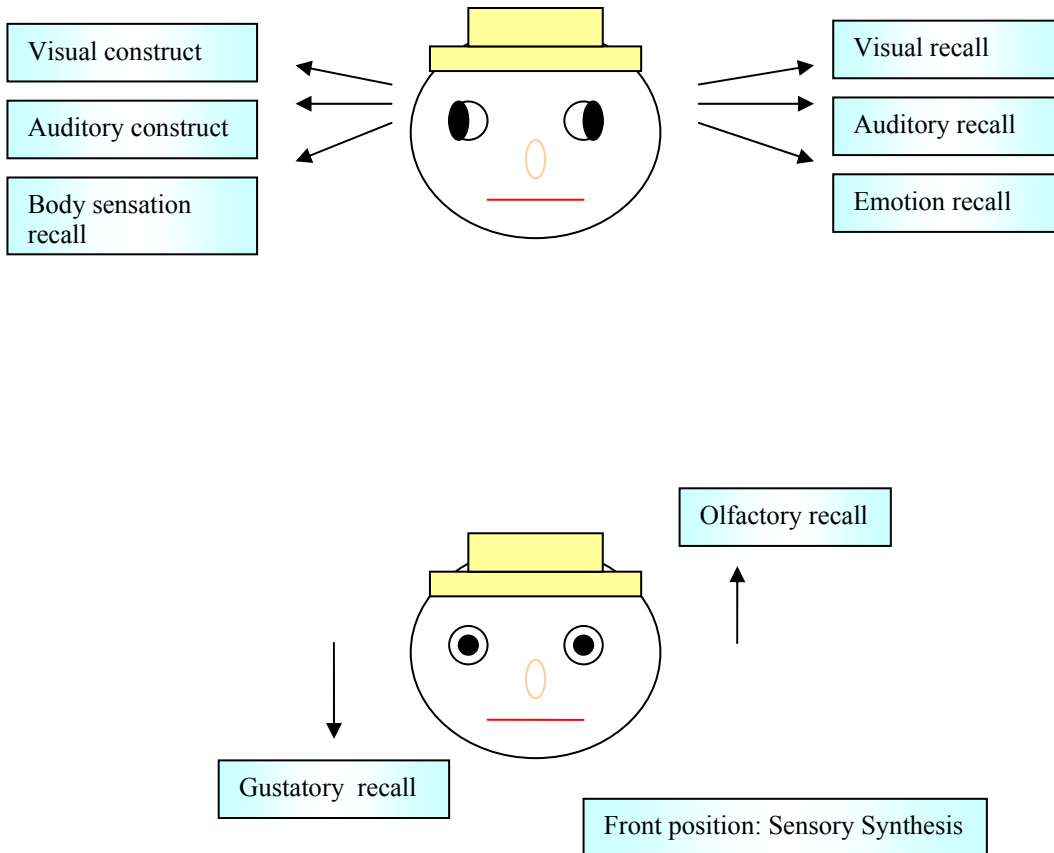 Visual construct
Auditory construct
Body sensation
recall
Visual recall
Auditory recall
Emotion recall
Olfactory recall
Gustatory  recall
Front position: Sensory Synthesis